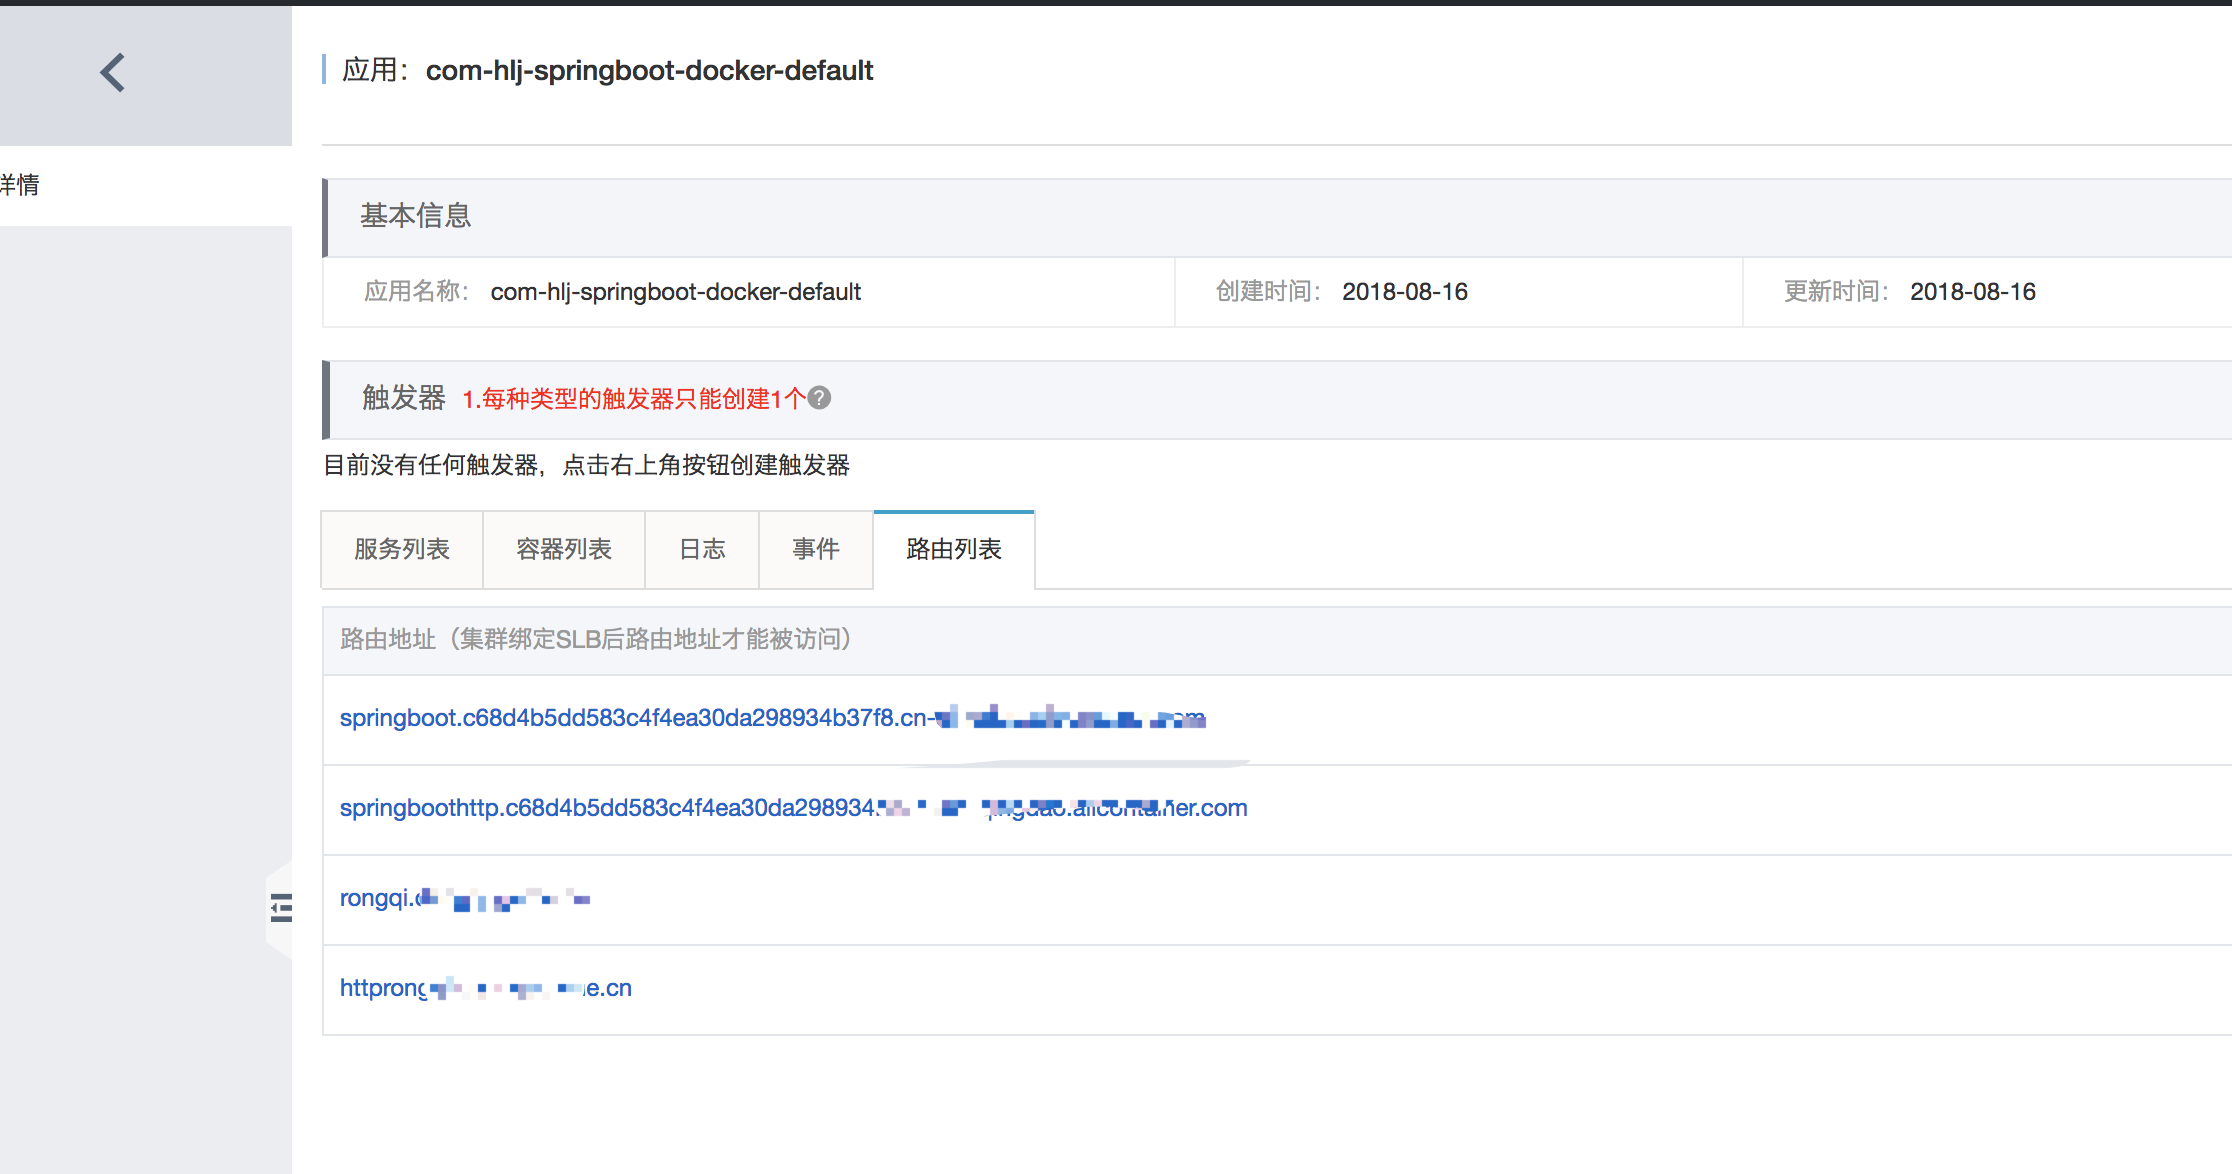 应用：com-hlj-springboot-docker-default
详情
基本信息
应用名称： com-hlj-springboot-docker-default 创建时间： 2018-08-16 更新时间： 2018-08-16
触发器 1.每种类型的触发器只能创建1个
目前没有任何触发器，点击右上角按钮创建触发器
服务列表 容器列表 日志 事件 路由列表
路由地址（集群绑定SLB后路由地址才能被访问）
springboot.c68d4b5dd583c4f4ea30da298934b37f8.cn-
springboothttp.c68d4b5dd583c4f4ea30da298934
rongqi.
httprong e.cn